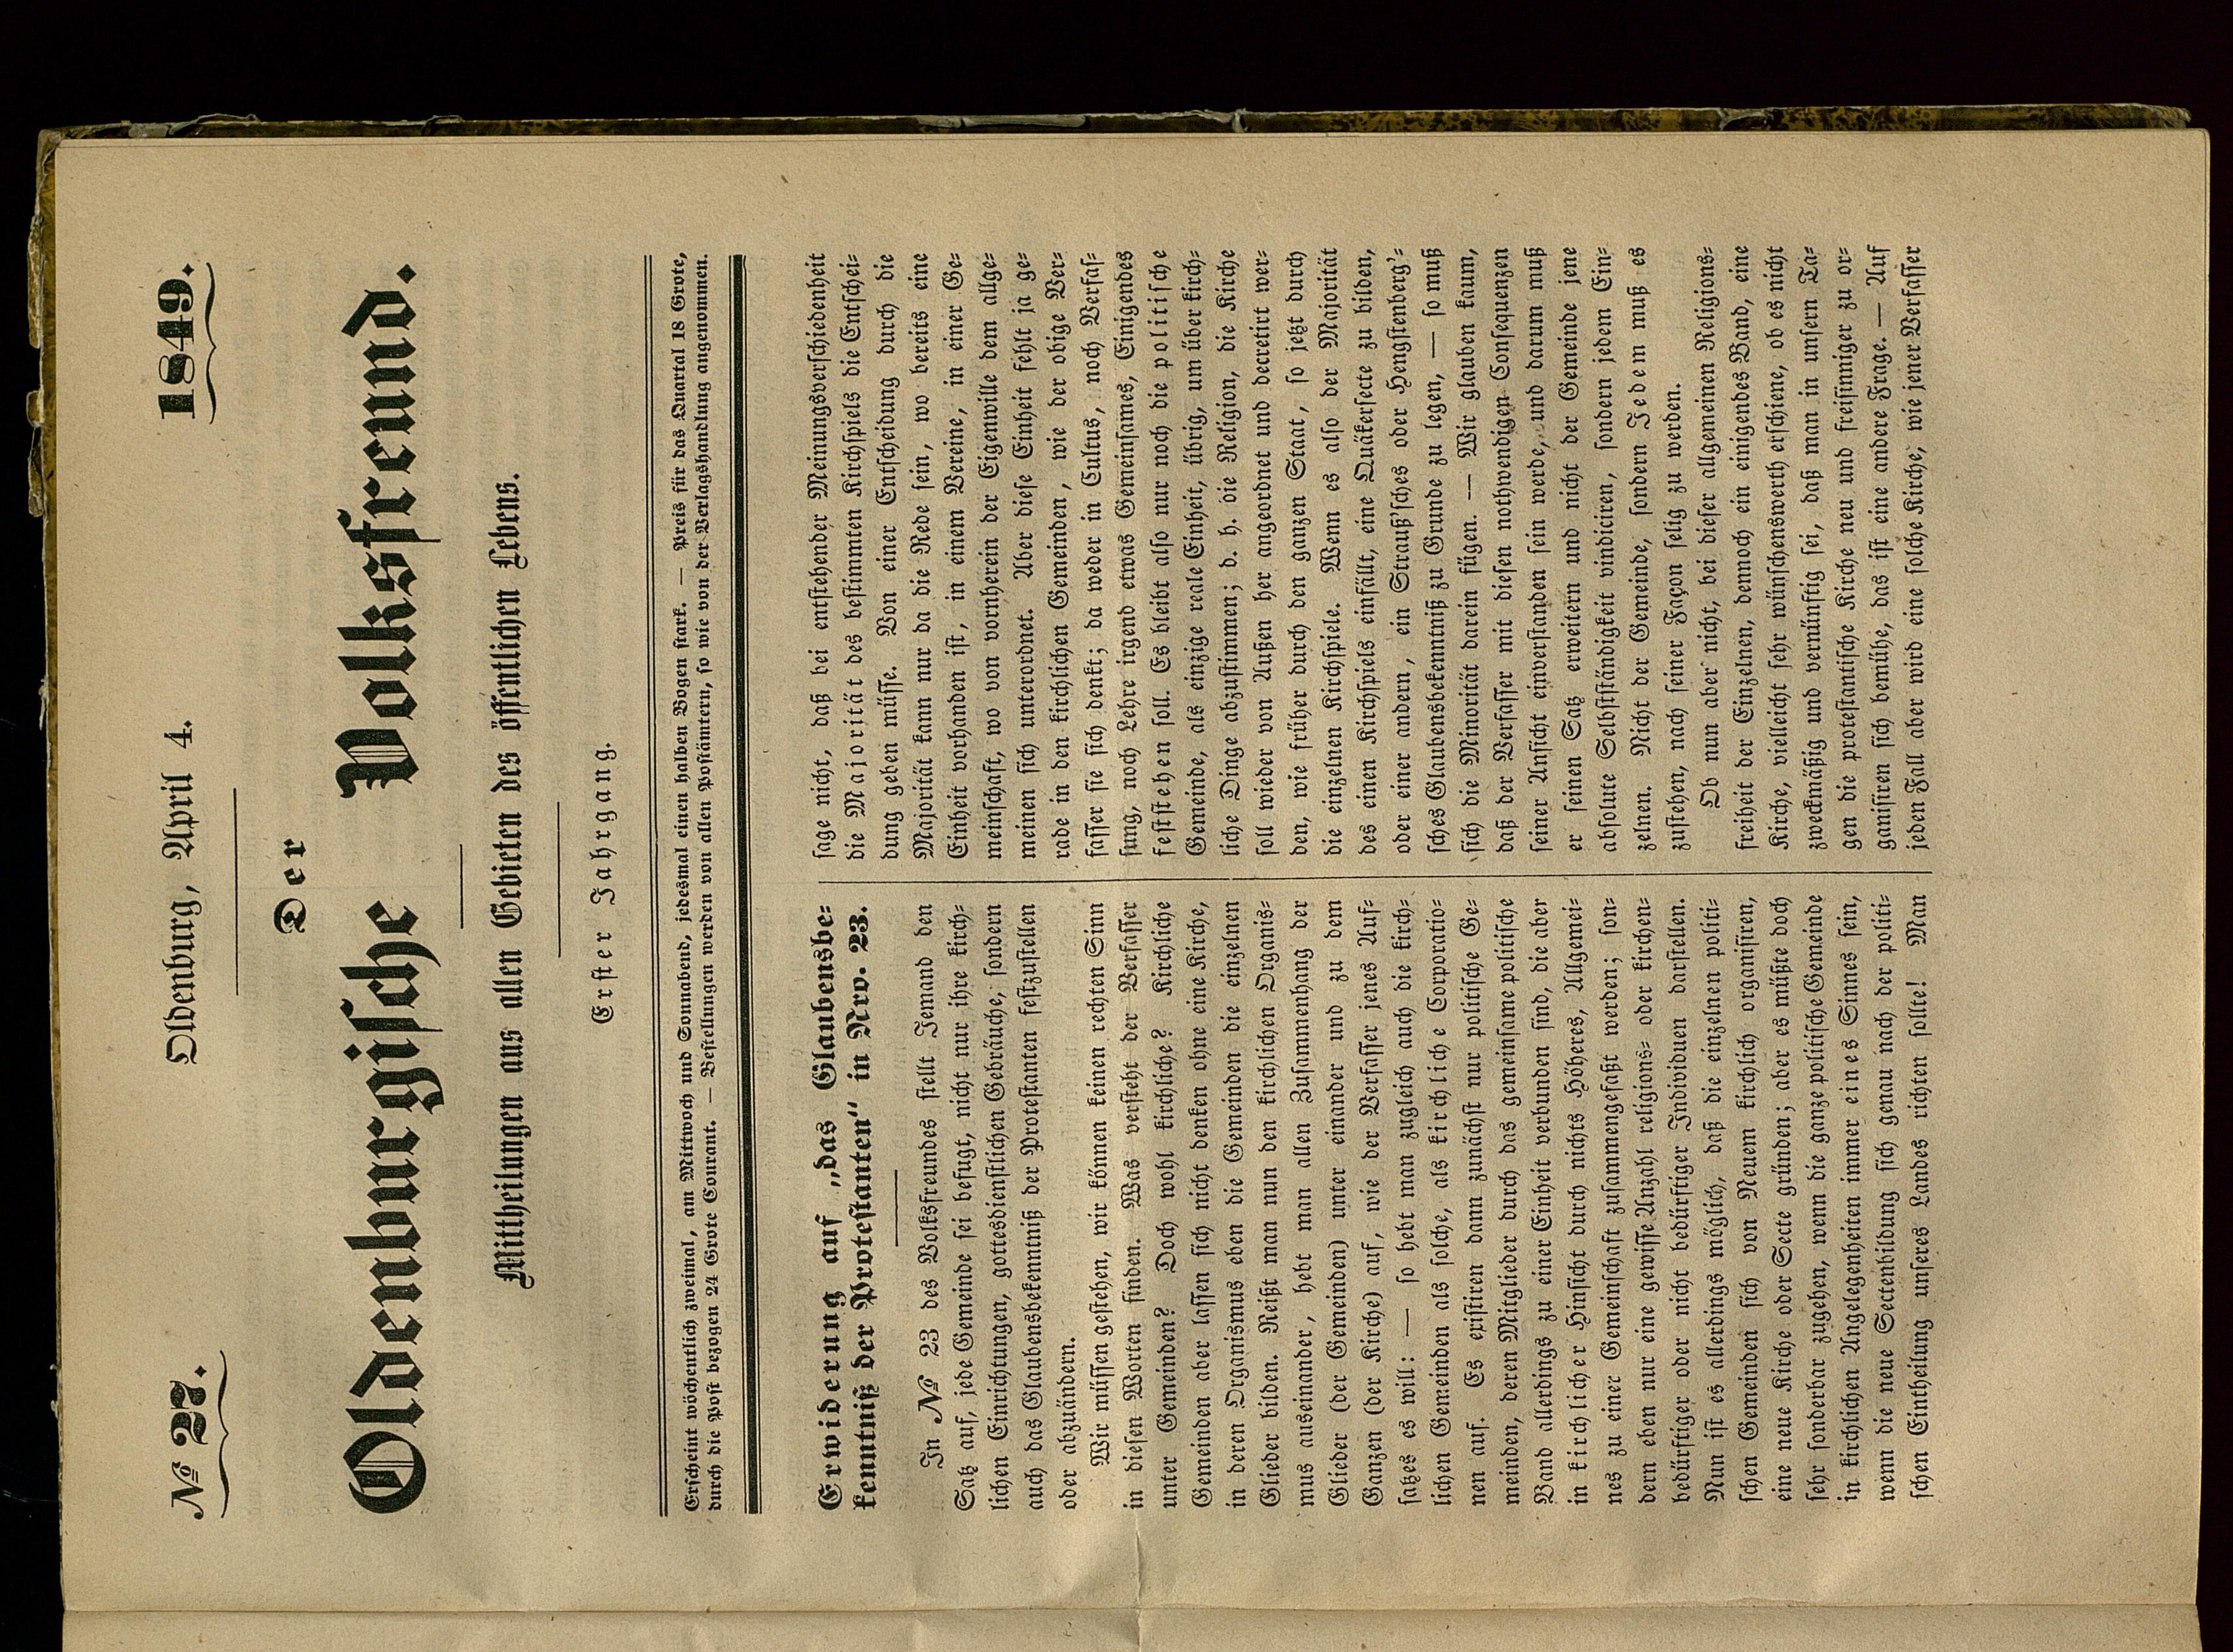 № 27.
Oldenburg, April 4.
1849.
Der
Oldenburgische Volksfreund.
Mittheilungen aus allen Gebieten des öffentlichen Lebens.
Erster Jahrgang.
Erscheint wöchentlich zweimal, am Mittwoch und Sonnabend, jedesmal einen halben Bogen stark. — Preis für das Quartal 18 Grote,
durch die Post bezogen 24 Grote Courant. — Bestellungen werden von allen Postämtern, so wie von der Verlagshandlung angenommen.
Erwiderung auf „das Glaubensbe-
kenntniß der Protestanten“ in Nro. 23.
In № 23 des Volksfreundes stellt Jemand den
Satz auf, jede Gemeinde sei befugt, nicht nur ihre kirch-
lichen Einrichtungen, gottesdienstlichen Gebräuche, sondern
auch das Glaubensbekenntniß der Protestanten festzustellen
oder abzuändern.
Wir müssen gestehen, wir können keinen rechten Sinn
in diesen Worten finden. Was versteht der Verfasser
unter Gemeinden? Doch wohl kirchliche? Kirchliche
Gemeinden aber lassen sich nicht denken ohne eine Kirche,
in deren Organismus eben die Gemeinden die einzelnen
Glieder bilden. Reißt man nun den kirchlichen Organis-
mus auseinander, hebt man allen Zusammenhang der
Glieder (der Gemeinden) unter einander und zu dem
Ganzen (der Kirche) auf, wie der Verfasser jenes Auf-
satzes es will: — so hebt man zugleich auch die kirch-
lichen Gemeinden als solche, als kirchliche Corporatio-
nen auf. Es existiren dann zunächst nur politische Ge-
meinden, deren Mitglieder durch das gemeinsame politische
Band allerdings zu einer Einheit verbunden sind, die aber
in kirchlicher Hinsicht durch nichts Höheres, Allgemei-
nes zu einer Gemeinschaft zusammengefaßt werden; son-
dern eben nur eine gewisse Anzahl religions- oder kirchen-
bedürftiger oder nicht bedürftiger Individuen darstellen.
Nun ist es allerdings möglich, daß die einzelnen politi-
schen Gemeinden sich von Neuem kirchlich organisiren,
eine neue Kirche oder Secte gründen; aber es müßte doch
sehr sonderbar zugehen, wenn die ganze politische Gemeinde
in kirchlichen Angelegenheiten immer eines Sinnes sein,
wenn die neue Sectenbildung sich genau nach der politi-
schen Eintheilung unseres Landes richten sollte! Man
sage nicht, daß bei entstehender Meinungsverschiedenheit
die Majorität des bestimmten Kirchspiels die Entschei-
dung geben müsse. Von einer Entscheidung durch die
Majorität kann nur da die Rede sein, wo bereits eine
Einheit vorhanden ist, in einem Vereine, in einer Ge-
meinschaft, wo von vornherein der Eigenwille dem allge-
meinen sich unterordnet. Aber diese Einheit fehlt ja ge-
rade in den kirchlichen Gemeinden, wie der obige Ver-
fasser sie sich denkt; da weder in Cultus, noch Verfas-
sung, noch Lehre irgend etwas Gemeinsames, Einigendes
feststehen soll. Es bleibt also nur noch die politische
Gemeinde, als einzige reale Einheit, übrig, um über kirch-
liche Dinge abzustimmen; d. h. die Religion, die Kirche
soll wieder von Außen her angeordnet und decretirt wer-
den, wie früher durch den ganzen Staat, so jetzt durch
die einzelnen Kirchspiele. Wenn es also der Majorität
des einen Kirchspiels einfällt, eine Quäkersecte zu bilden,
oder einer andern, ein Strauß'sches oder Hengstenberg'-
sches Glaubensbekenntniß zu Grunde zu legen, — so muß
sich die Minorität darein fügen. — Wir glauben kaum,
daß der Verfasser mit diesen nothwendigen Consequenzen
seiner Ansicht einverstanden sein werde, und darum muß
er seinen Satz erweitern und nicht der Gemeinde jene
absolute Selbstständigkeit vindiciren, sondern jedem Ein-
zelnen. Nicht der Gemeinde, sondern Jedem muß es
zustehen, nach seiner Façon selig zu werden.
Ob nun aber nicht, bei dieser allgemeinen Religions-
freiheit der Einzelnen, dennoch ein einigendes Band, eine
Kirche, vielleicht sehr wünschenswerth erschiene, ob es nicht
zweckmäßig und vernünftig sei, daß man in unsern Ta-
gen die protestantische Kirche neu und freisinniger zu or-
ganisiren sich bemühe, das ist eine andere Frage. — Auf
jeden Fall aber wird eine solche Kirche, wie jener Verfasser